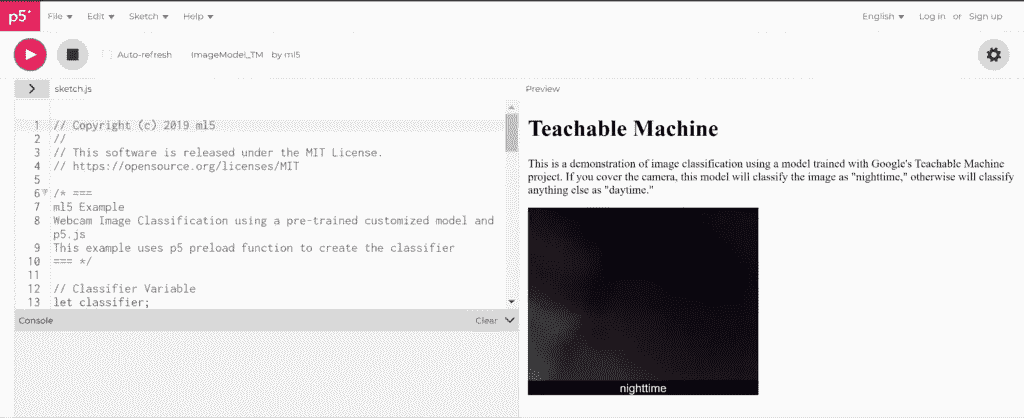 p5* File Edit Sketch Help English Log in or Sign up
Auto-refresh ImageModel_TM by ml5
sketch.js
1 // Copyright (c) 2019 ml5
2 //
3 // This software is released under the MIT License.
4 // https://opensource.org/licenses/MIT
5
6 /* ===
7 ml5 Example
8 Webcam Image Classification using a pre-trained customized model and
p5.js
9 This example uses p5 preload function to create the classifier
10 === */
11
12 // Classifier Variable
13 let classifier;
Console Clear
Preview
Teachable Machine
This is a demonstration of image classification using a model trained with Google's Teachable Machine
project. If you cover the camera, this model will classify the image as "nighttime," otherwise will classify
anything else as "daytime."
nighttime